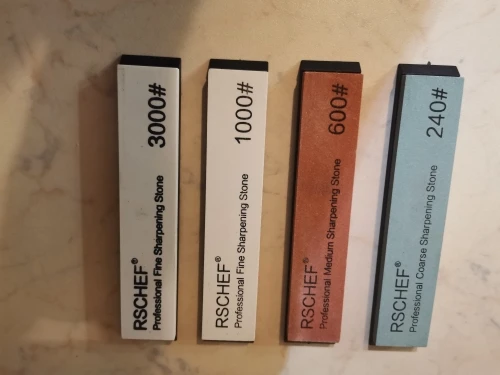 3000#
RSCHEF®
Professional Fine Sharpening Stone
1000#
RSCHEF®
Professional Fine Sharpening Stone
600#
RSCHEF®
Professional Medium Sharpening Stone
240#
RSCHEF®
Professional Coarse Sharpening Stone